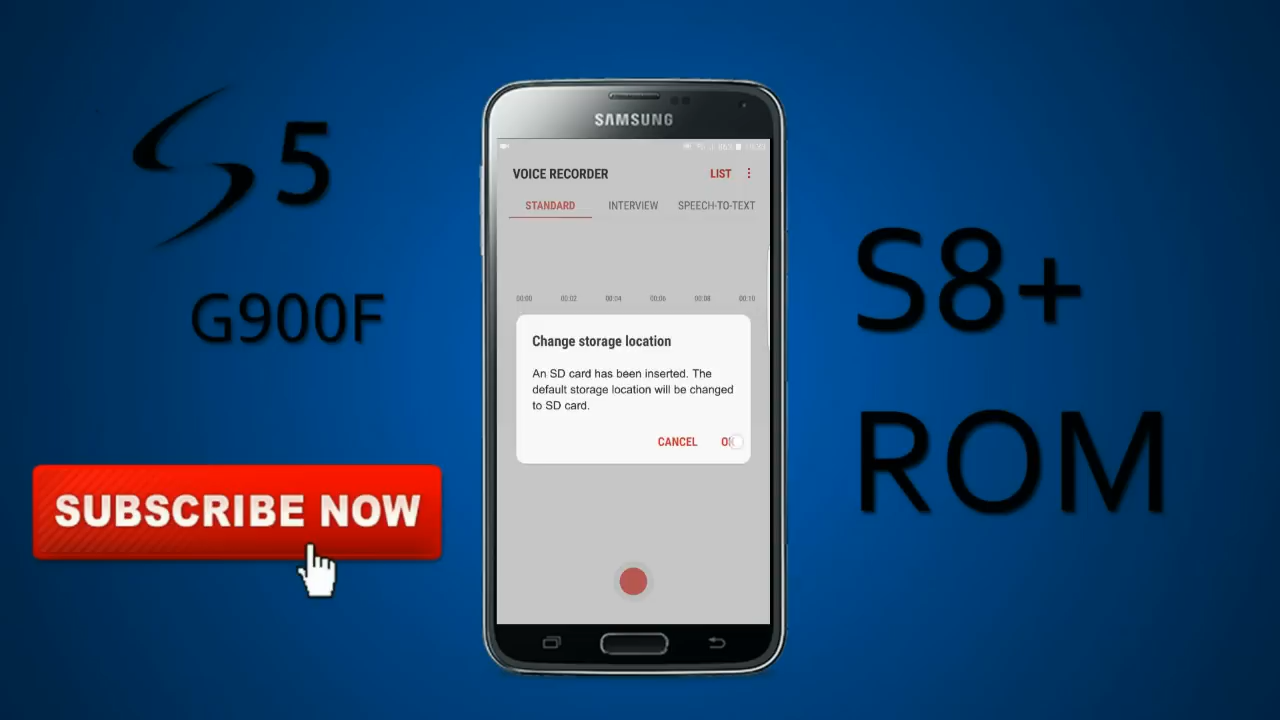 S 5
G900F
SUBSCRIBE NOW
SAMSUNG
VOICE RECORDER
LIST
STANDARD
INTERVIEW
SPEECH-TO-TEXT
00:00 00:02 00:04 00:06 00:08 00:10
Change storage location
An SD card has been inserted. The
default storage location will be changed
to SD card.
CANCEL
OK
S8+
ROM